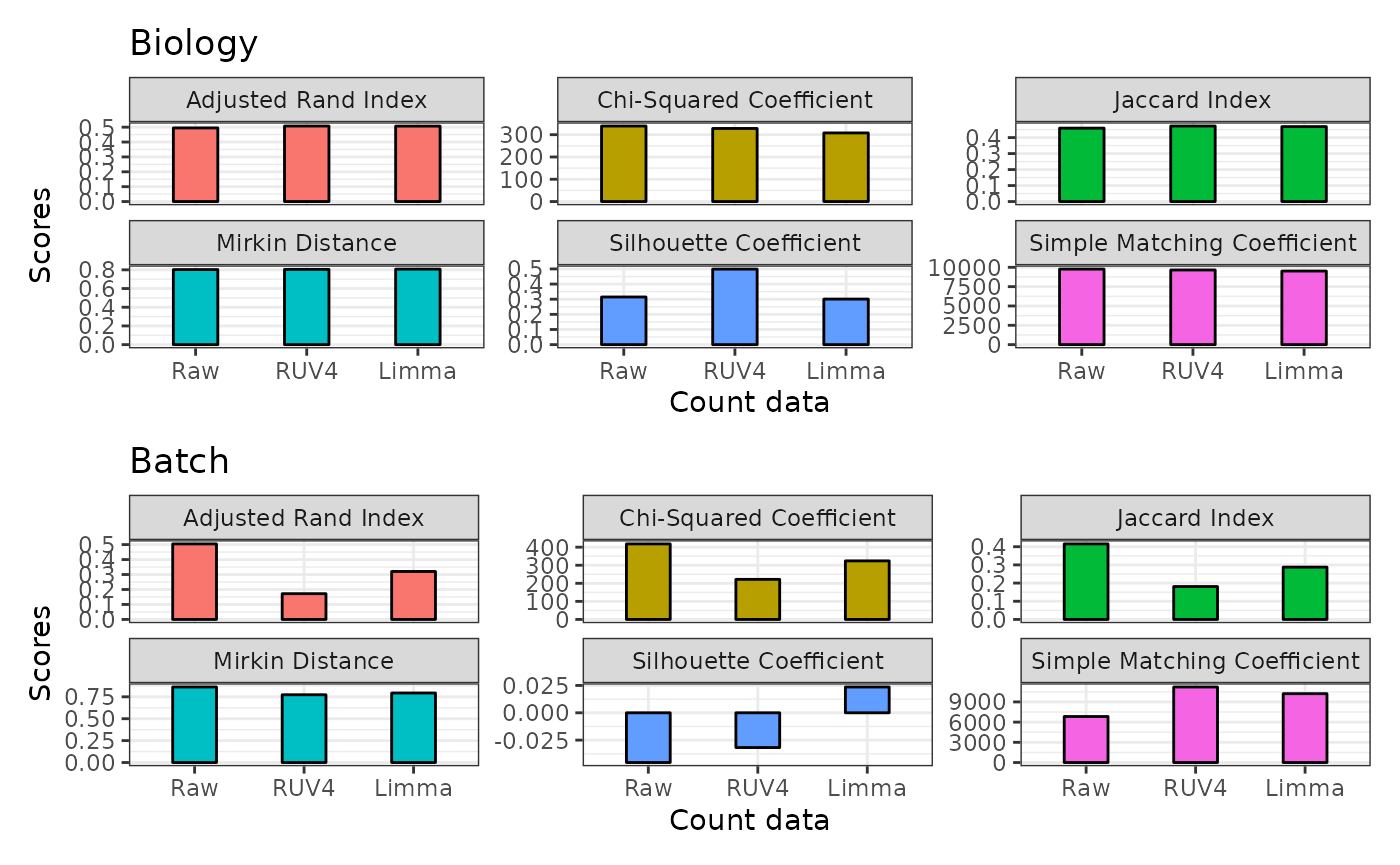 Biology
Adjusted Rand Index
Chi-Squared Coefficient
Jaccard Index
0.5
0.4
0.3
0.2
0.1
0.0
300
200
100
0
0.4
0.3
0.2
0.1
0.0
Mirkin Distance
Silhouette Coefficient
Simple Matching Coefficient
0.8
0.6
0.4
0.2
0.0
0.5
0.4
0.3
0.2
0.1
0.0
10000
7500
5000
2500
0
Scores
Raw RUV4 Limma
Raw RUV4 Limma
Raw RUV4 Limma
Count data
Batch
Adjusted Rand Index
Chi-Squared Coefficient
Jaccard Index
0.5
0.4
0.3
0.2
0.1
0.0
400
300
200
100
0
0.4
0.3
0.2
0.1
0.0
Mirkin Distance
Silhouette Coefficient
Simple Matching Coefficient
0.75
0.50
0.25
0.00
0.025
0.000
-0.025
9000
6000
3000
0
Scores
Raw RUV4 Limma
Raw RUV4 Limma
Raw RUV4 Limma
Count data